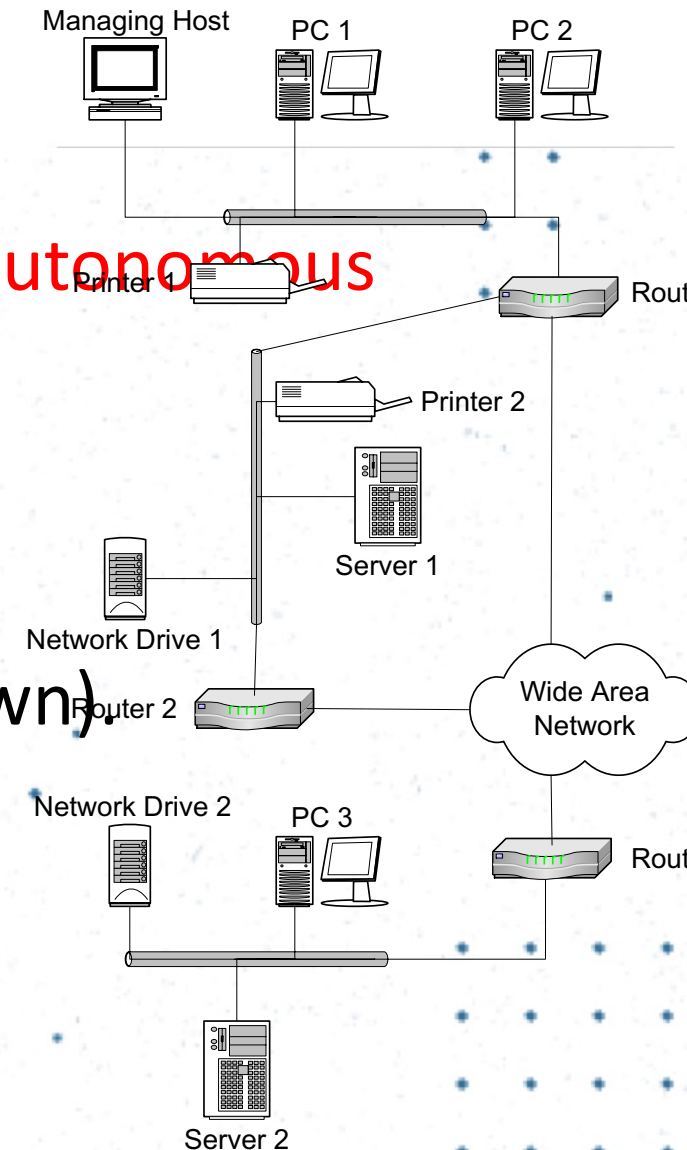 Managing Host
PC 1
PC 2
utonomous
Printer 1
Rout
Printer 2
Server 1
Network Drive 1
wn).
Router 2
Wide Area
Network
Network Drive 2
PC 3
Rout
Server 2